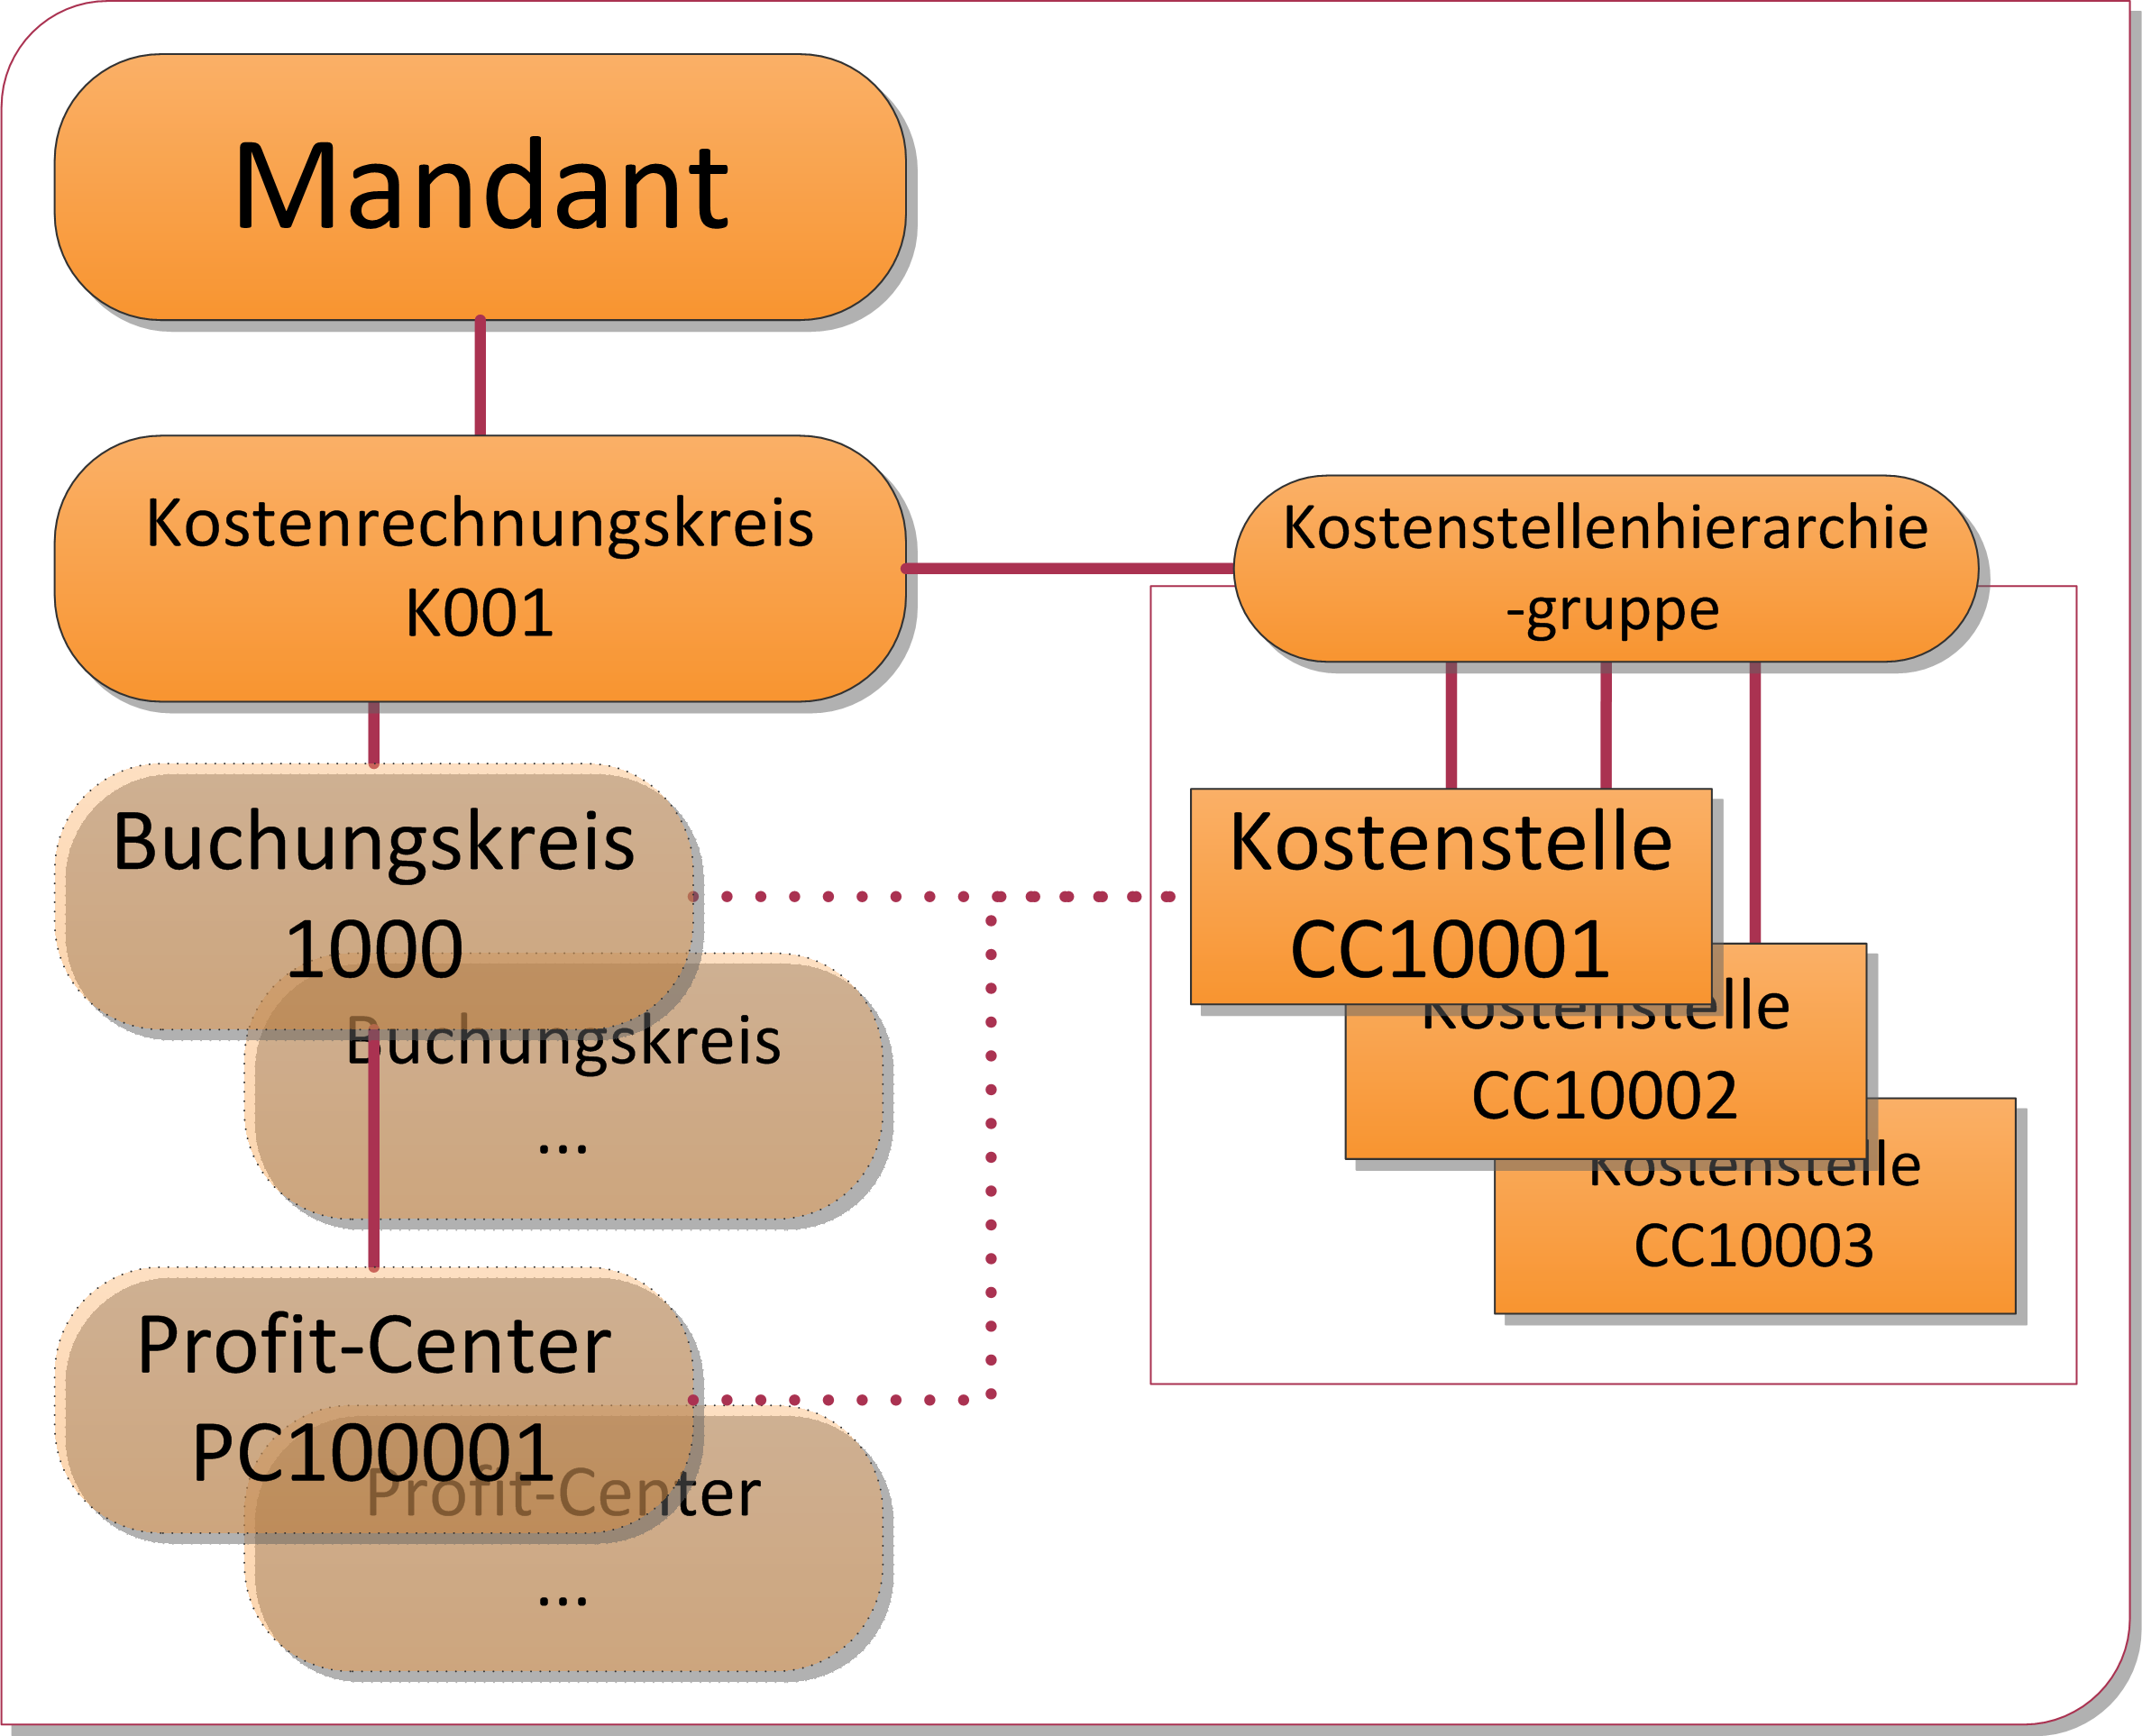 Mandant
Kostenrechnungskreis
K001
Kostenstellenhierarchie
-gruppe
Buchungskreis
1000
Buchungskreis
...
Profit-Center
PC100001
Profit-Center
...
Kostenstelle
CC10001
Kostenstelle
CC10002
Kostenstelle
CC10003